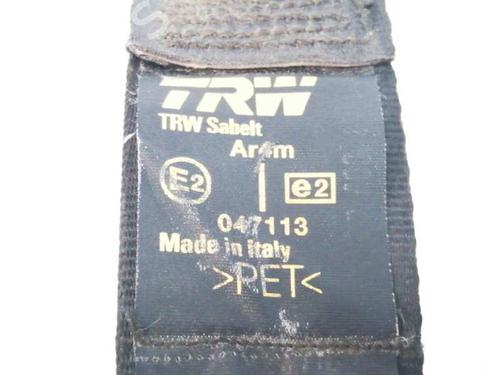 TRW
TRW Sabelt
Ar4m
E2 e2
047113
Made in Italy
>PET<